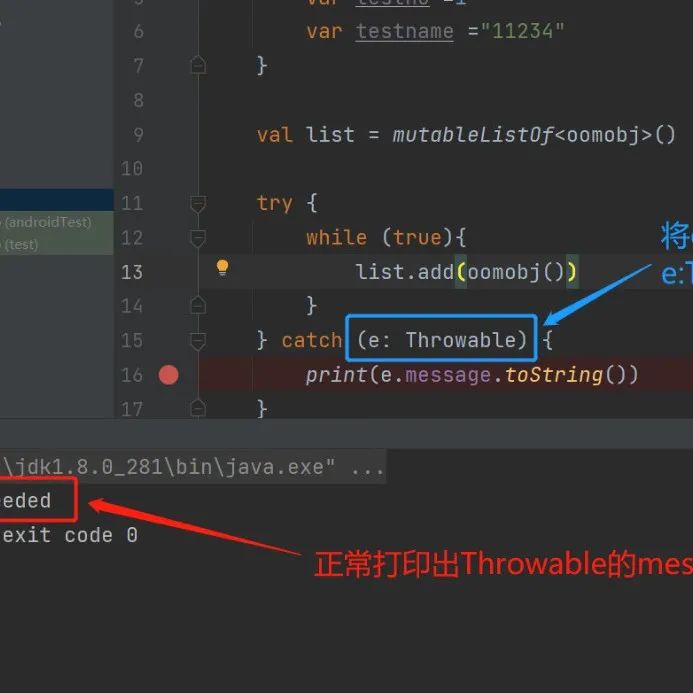 var testno =1
6 var testname ="11234"
7 }
8
9 val list = mutableListOf<oomobj>()
10
(androidTest)
11 try {
(test)
12 while (true){
将
13 list.add(oomobj())
e:T
14 }
15 } catch (e: Throwable) {
16 print(e.message.toString())
17 }
\jdk1.8.0_281\bin\java.exe" ...
eded
exit code 0
正常打印出Throwable的mes